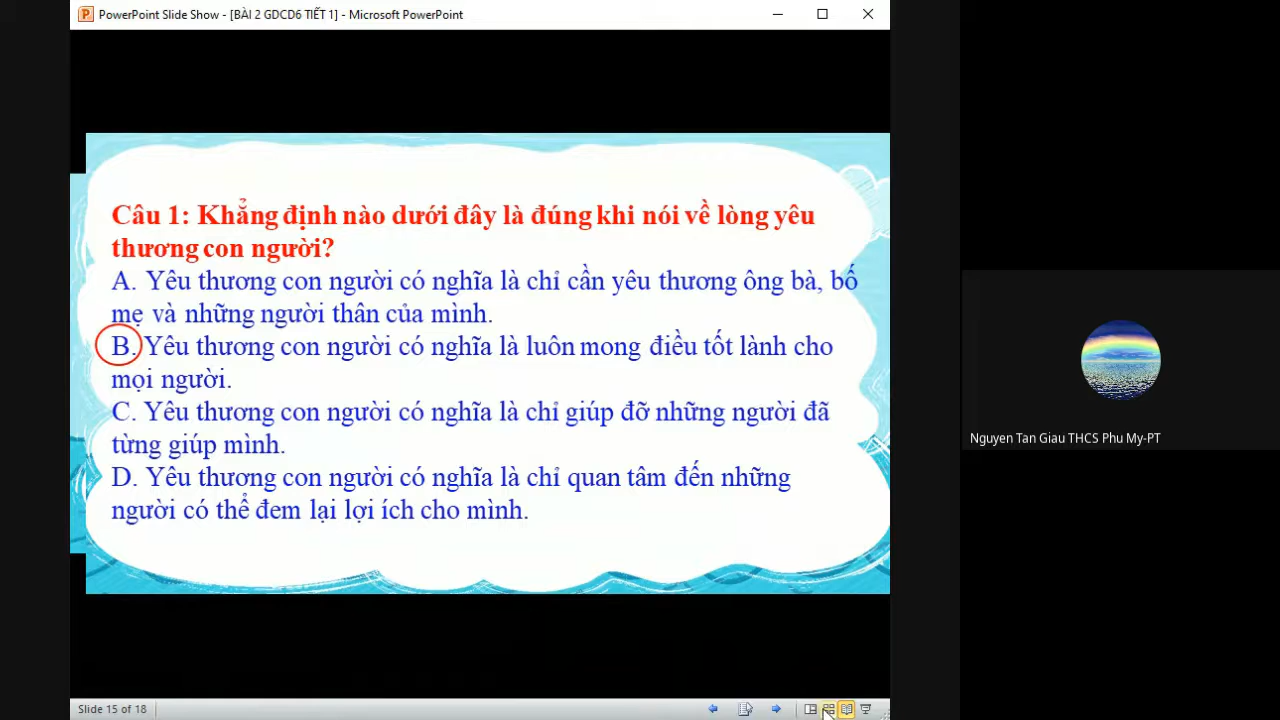 PowerPoint Slide Show - [BÀI 2 GDCD6 TIẾT 1] - Microsoft PowerPoint
Câu 1: Khẳng định nào dưới đây là đúng khi nói về lòng yêu
thương con người?
A. Yêu thương con người có nghĩa là chỉ cần yêu thương ông bà, bố
mẹ và những người thân của mình.
B. Yêu thương con người có nghĩa là luôn mong điều tốt lành cho
mọi người.
C. Yêu thương con người có nghĩa là chỉ giúp đỡ những người đã
từng giúp mình.
D. Yêu thương con người có nghĩa là chỉ quan tâm đến những
người có thể đem lại lợi ích cho mình.
Nguyen Tan Giau THCS Phu My-PT
Slide 15 of 18